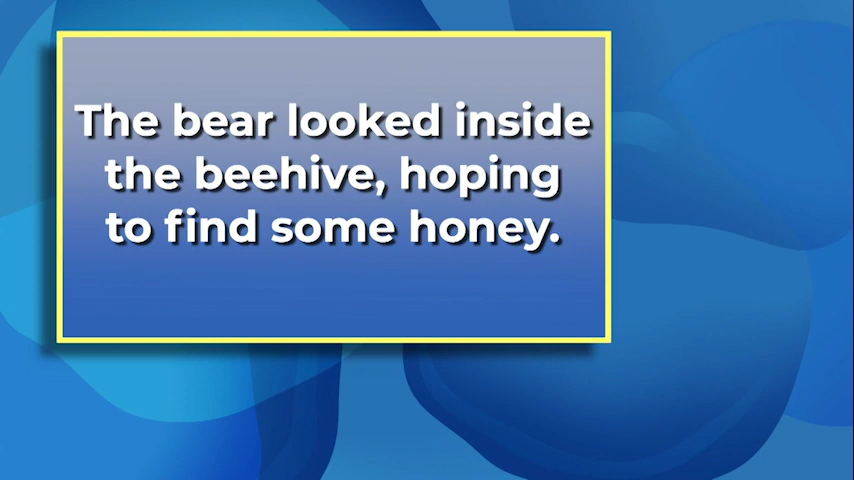 The bear looked inside
the beehive, hoping
to find some honey.